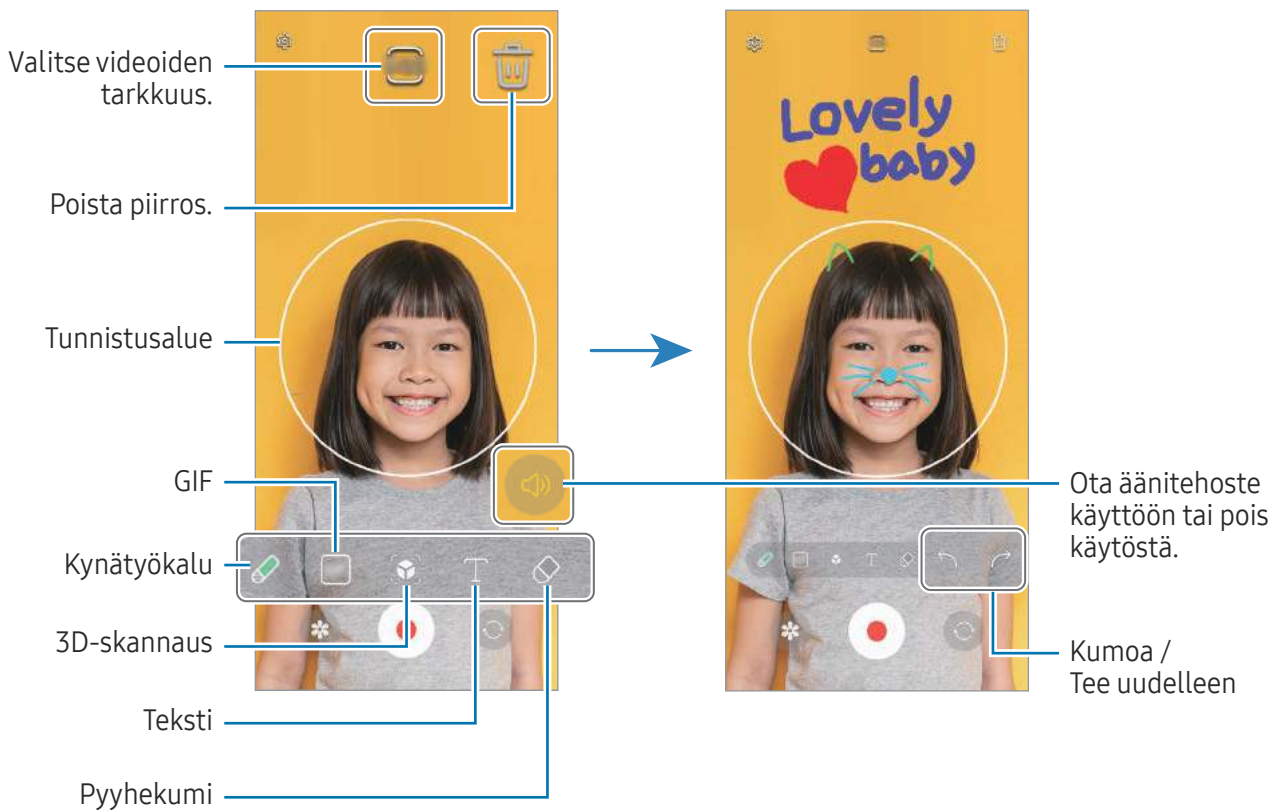 Valitse videoiden
tarkkuus.
Poista piirros.
Tunnistusalue
GIF
Kynätyökalu
3D-skannaus
T
Teksti
Pyyhekumi
Lovely
baby
T
Ota äänitehoste
käyttöön tai pois
käytöstä.
Kumoa /
Tee uudelleen